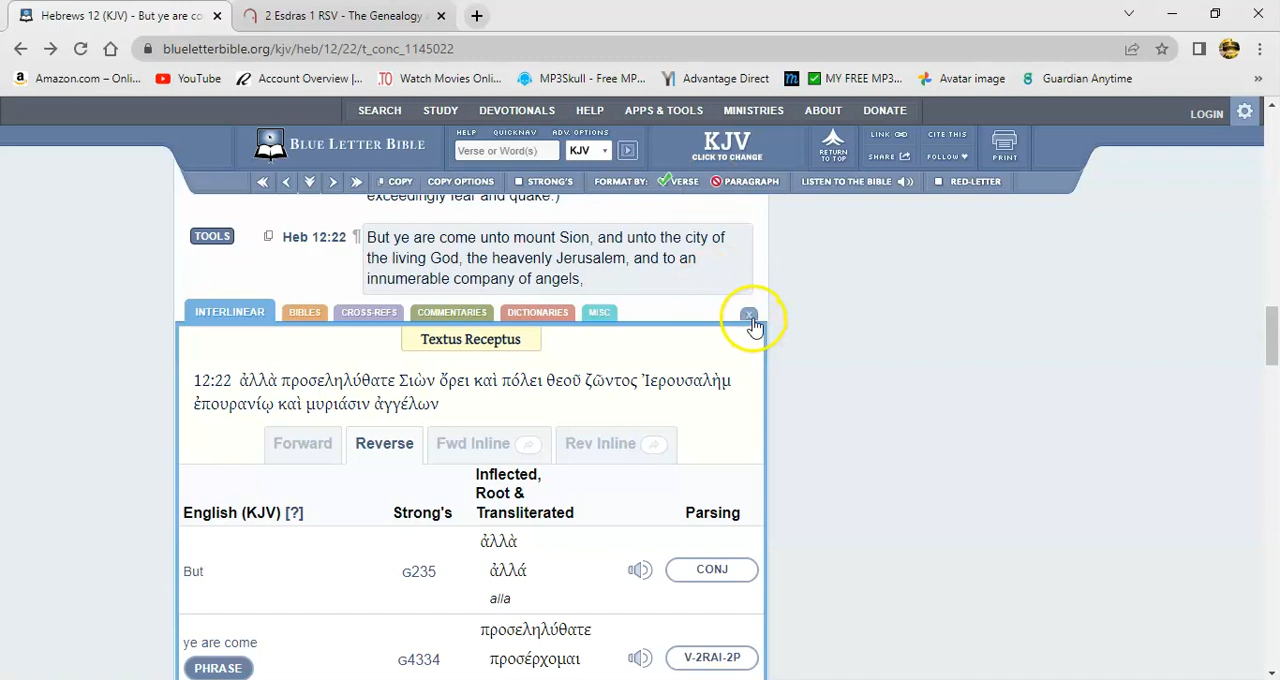 Hebrews 12 (KJV) - But ye are co
2 Esdras 1 RSV - The Genealogy
blueletterbible.org/kjv/heb/12/22/t_conc_1145022
Amazon.com – Onli... YouTube Account Overview |... Watch Movies Onlin... MP3Skull - Free MP... Advantage Direct MY FREE MP3... Avatar image Guardian Anytime
SEARCH STUDY DEVOTIONALS HELP APPS & TOOLS MINISTRIES ABOUT DONATE LOGIN
HELP QUICKNAV ADV. OPTIONS
BLUE LETTER BIBLE Verse or Word(s) KJV
KJV
CLICK TO CHANGE
RETURN
TO TOP
LINK CITE THIS
SHARE FOLLOW
PRINT
COPY COPY OPTIONS STRONG'S FORMAT BY: VERSE PARAGRAPH LISTEN TO THE BIBLE RED-LETTER
exceedingly fear and quake:)
TOOLS Heb 12:22 ¶ But ye are come unto mount Sion, and unto the city of
the living God, the heavenly Jerusalem, and to an
innumerable company of angels,
INTERLINEAR BIBLES CROSS-REFS COMMENTARIES DICTIONARIES MISC x
Textus Receptus
12:22 ἀλλὰ προσεληλύθατε Σιὼν ὄρει καὶ πόλει θεοῦ ζῶντος Ἰερουσαλὴμ
ἐπουρανίῳ καὶ μυριάσιν ἀγγέλων
Forward Reverse Fwd Inline Rev Inline
English (KJV) [?] Strong's
Inflected,
Root &
Transliterated
Parsing
But G235
ἀλλὰ
ἀλλά
alla
CONJ
ye are come
PHRASE
G4334
προσεληλύθατε
προσέρχομαι
V-2RAI-2P